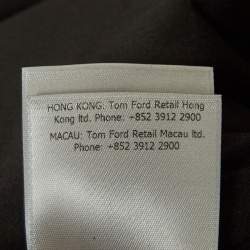 HONG KONG: Tom Ford Retail Hong
Kong ltd. Phone: +852 3912 2900
MACAU: Tom Ford Retail Macau ltd.
Phone: +852 3912 2900